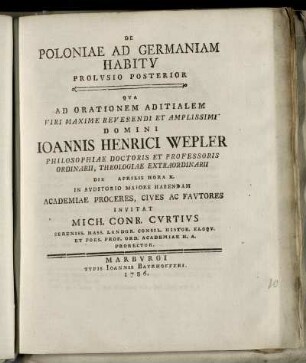 DE
POLONIAE AD GERMANIAM
HABITV
PROLVSIO POSTERIOR
QVA
AD ORATIONEM ADITIALEM
VIRI MAXIME REVERENDI ET AMPLISSIMI
DOMINI
IOANNIS HENRICI WEPLER
PHILOSOPHIAE DOCTORIS ET PROFESSORIS
ORDINARII, THEOLOGIAE EXTRAORDINARII
DIE APRILIS HORA X.
IN AVDITORIO MAIORE HABENDAM
ACADEMIAE PROCERES, CIVES AC FAVTORES
INVITAT
MICH. CONR. CVRTIVS
SERENISS. HASS. LANDGR. CONSIL. HISTOR. ELOQV.
ET POES. PROF. ORD. ACADEMIAE H. A.
PRORECTOR.
MARBVRGI
TYPIS IOANNIS BAYRHOFFERI.
1786.